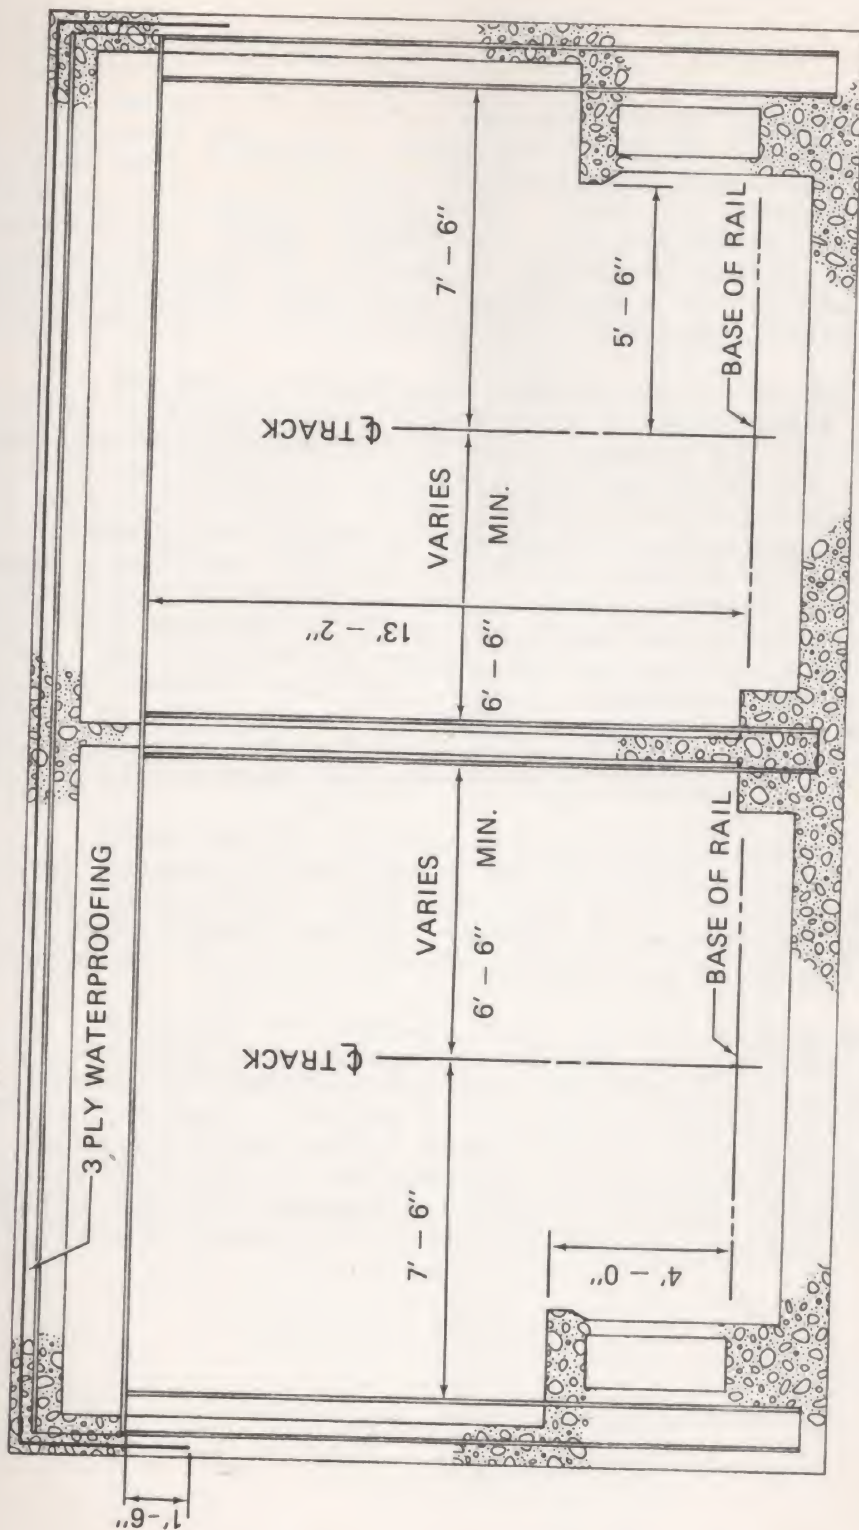 3 PLY WATERPROOFING
1'-6"
℄ TRACK
℄ TRACK
7' – 6"
VARIES
6' – 6" MIN.
VARIES
6' – 6" MIN.
7' – 6"
13' – 2"
4' – 0"
5' – 6"
BASE OF RAIL
BASE OF RAIL